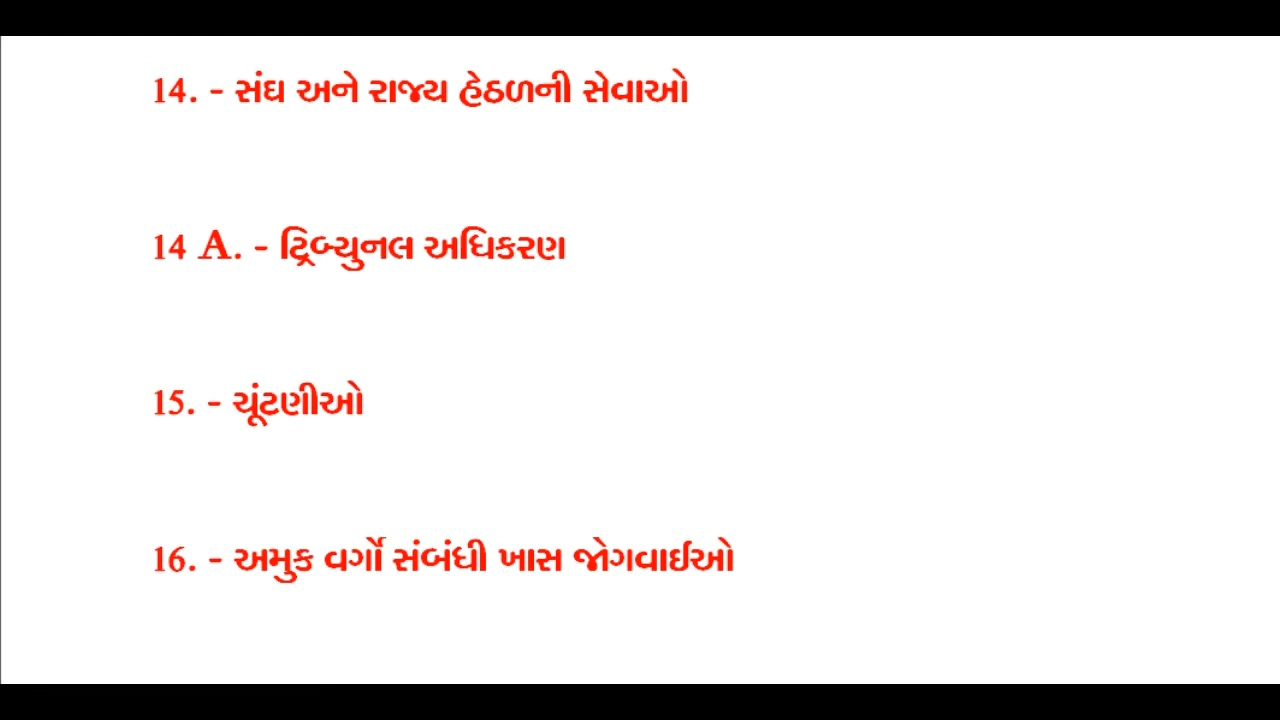 14. - સંઘ અને રાજ્ય હેઠળની સેવાઓ
14 A. - ટ્રિબ્યુનલ અધિકરણ
15. - ચૂંટણીઓ
16. - અમુક વર્ગો સંબંધી ખાસ જોગવાઈઓ